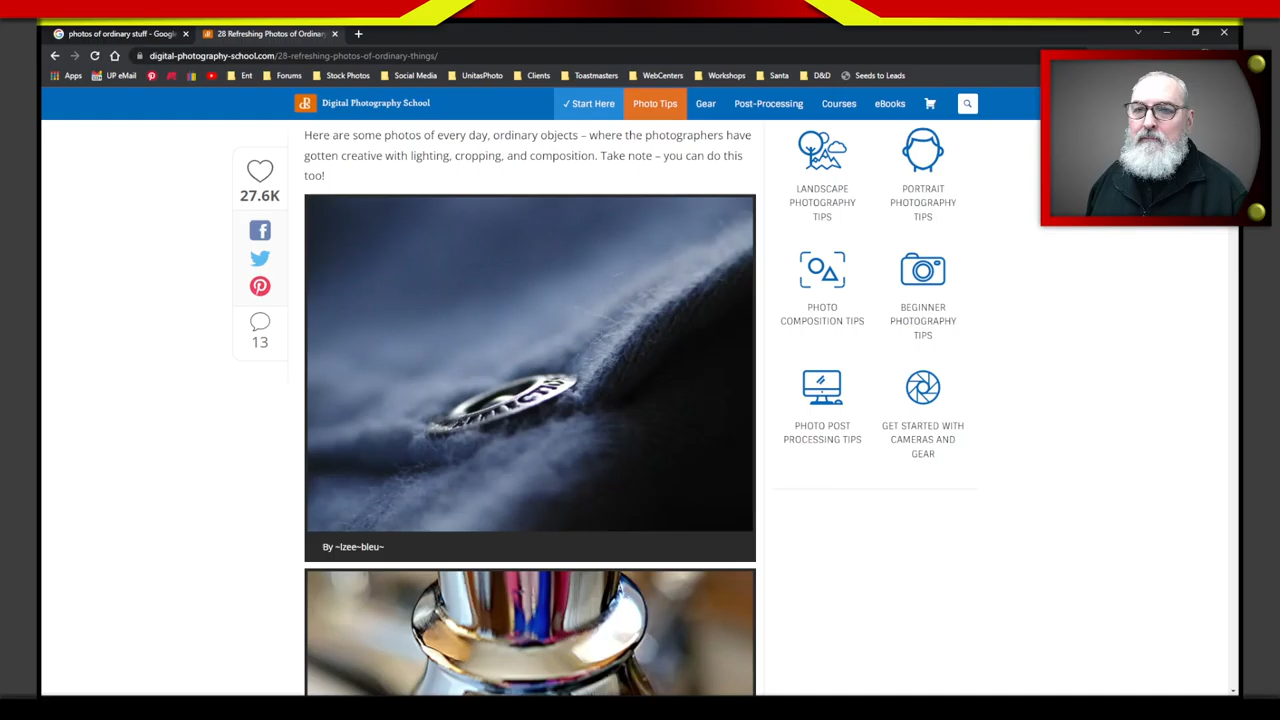 photos of ordinary stuff - Googl
28 Refreshing Photos of Ordinar
digital-photography-school.com/28-refreshing-photos-of-ordinary-things/
Apps
UP eMail
Ent
Forums
Stock Photos
Social Media
UnitasPhoto
Clients
Toastmasters
WebCenters
Workshops
Santa
D&D
Seeds to Leads
Digital Photography School
✓ Start Here
Photo Tips
Gear
Post-Processing
Courses
eBooks
Here are some photos of every day, ordinary objects – where the photographers have
gotten creative with lighting, cropping, and composition. Take note – you can do this
too!
27.6K
13
By ~Izee~bleu~
LANDSCAPE
PHOTOGRAPHY
TIPS
PORTRAIT
PHOTOGRAPHY
TIPS
PHOTO
COMPOSITION TIPS
BEGINNER
PHOTOGRAPHY
TIPS
PHOTO POST
PROCESSING TIPS
GET STARTED WITH
CAMERAS AND
GEAR